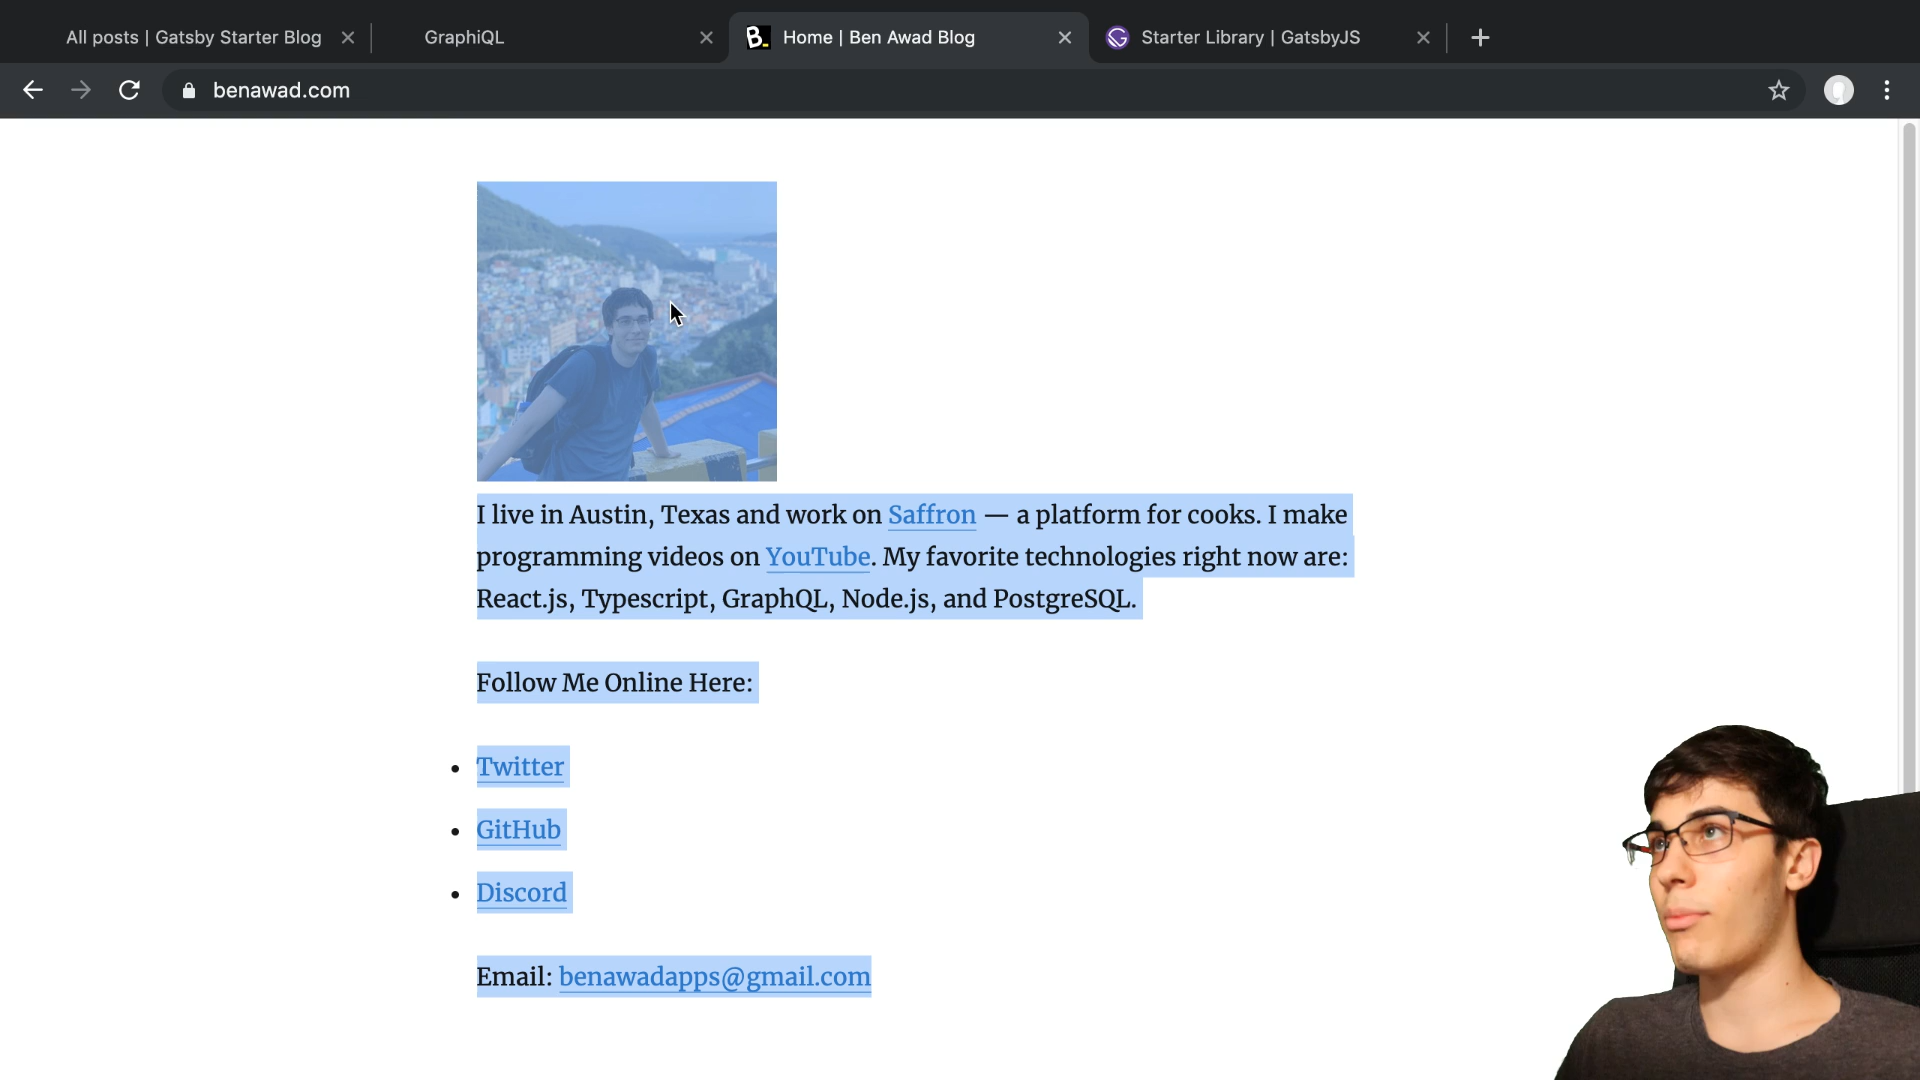 All posts | Gatsby Starter Blog
GraphiQL
B. Home | Ben Awad Blog
Starter Library | GatsbyJS
benawad.com
I live in Austin, Texas and work on Saffron — a platform for cooks. I make
programming videos on YouTube. My favorite technologies right now are:
React.js, Typescript, GraphQL, Node.js, and PostgreSQL.
Follow Me Online Here:
Twitter
GitHub
Discord
Email: benawadapps@gmail.com